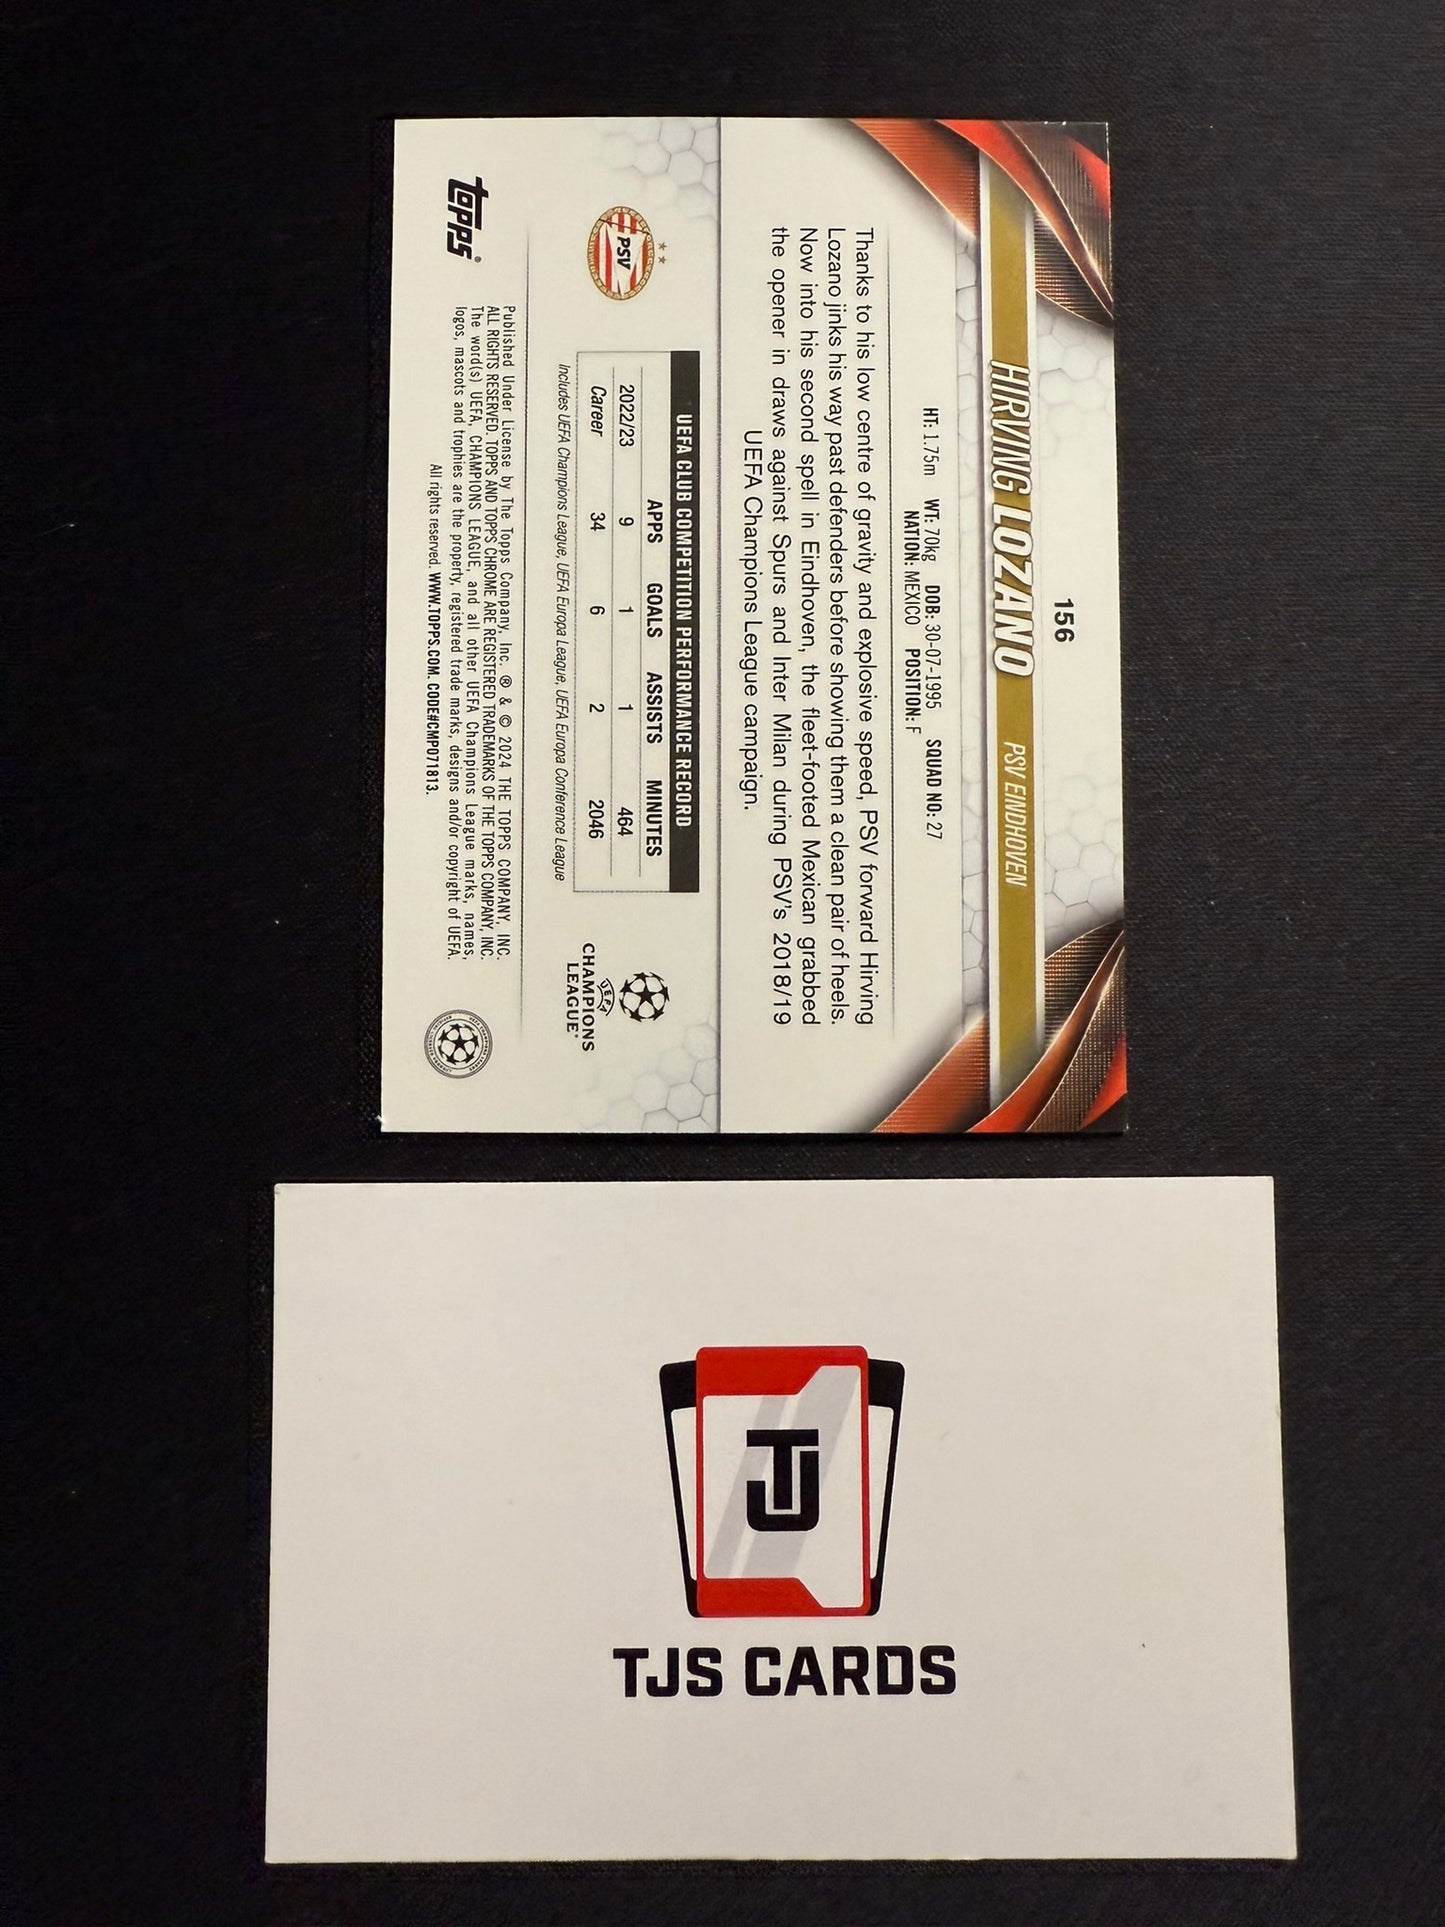 156
HIRVING LOZANO PSV EINDHOVEN
HT: 1.75m WT: 70kg DOB: 30-07-1995 SQUAD NO: 27
NATION: MEXICO POSITION: F
Thanks to his low centre of gravity and explosive speed, PSV forward Hirving
Lozano jinks his way past defenders before showing them a clean pair of heels.
Now into his second spell in Eindhoven, the fleet-footed Mexican grabbed
the opener in draws against Spurs and Inter Milan during PSV's 2018/19
UEFA Champions League campaign.
PSV
UEFA CLUB COMPETITION PERFORMANCE RECORD
APPS GOALS ASSISTS MINUTES
2022/23 9 1 1 464
Career 34 6 2 2046
Includes UEFA Champions League, UEFA Europa League, UEFA Europa Conference League
UEFA
CHAMPIONS
LEAGUE®
topps®
Published Under License by The Topps Company, Inc. ® & © 2024 THE TOPPS COMPANY, INC.
ALL RIGHTS RESERVED. TOPPS AND TOPPS CHROME ARE REGISTERED TRADEMARKS OF THE TOPPS COMPANY, INC.
The word(s) UEFA, CHAMPIONS LEAGUE, and all other UEFA Champions League marks, names,
logos, mascots and trophies are the property, registered trade marks, designs and/or copyright of UEFA.
All rights reserved. WWW.TOPPS.COM. CODE#CMP071813.
TJ
TJS CARDS